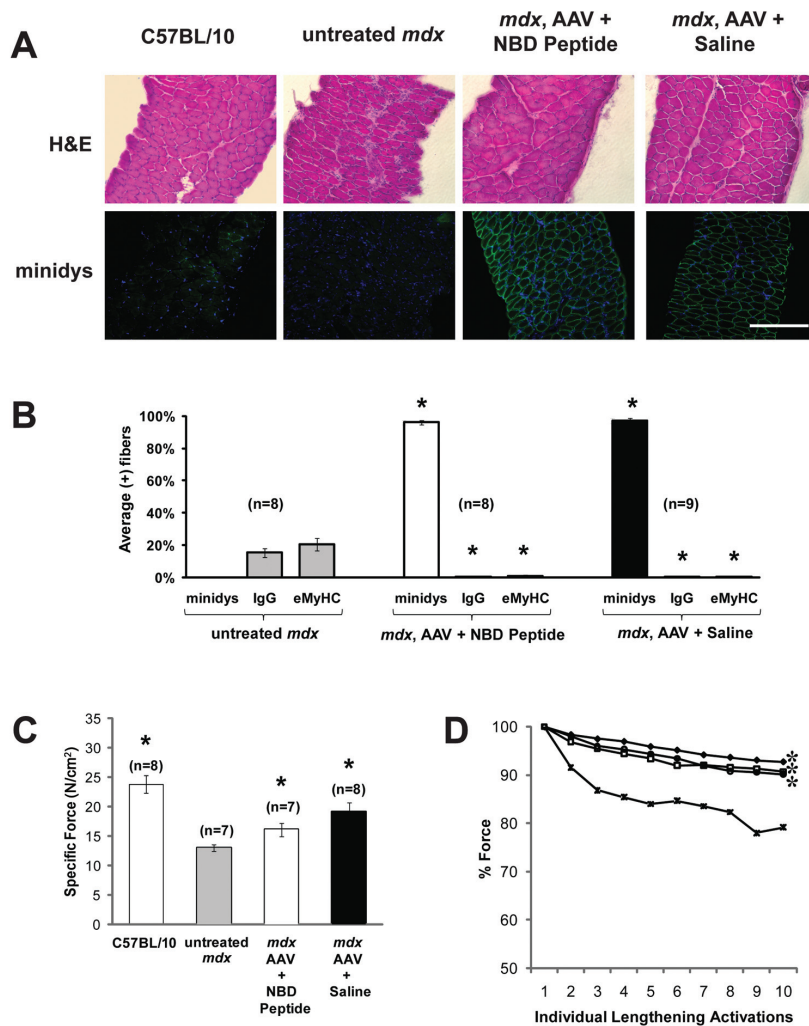 A
C57BL/10
untreated mdx
mdx, AAV +
NBD Peptide
mdx, AAV +
Saline
H&E
minidys
B
Average (+) fibers
100%
80%
60%
40%
20%
0%
*
*
(n=8)
(n=8)
(n=9)
* * * *
minidys IgG eMyHC minidys IgG eMyHC minidys IgG eMyHC
untreated mdx
mdx, AAV + NBD Peptide
mdx, AAV + Saline
C
Specific Force (N/cm2)
35
30
25
20
15
10
5
0
*
(n=8)
(n=7)
*
(n=7)
*
(n=8)
C57BL/10
untreated
mdx
mdx
AAV
+
NBD
Peptide
mdx
AAV
+
Saline
D
% Force
100
90
80
70
60
50
*
*
*
1 2 3 4 5 6 7 8 9 10
Individual Lengthening Activations